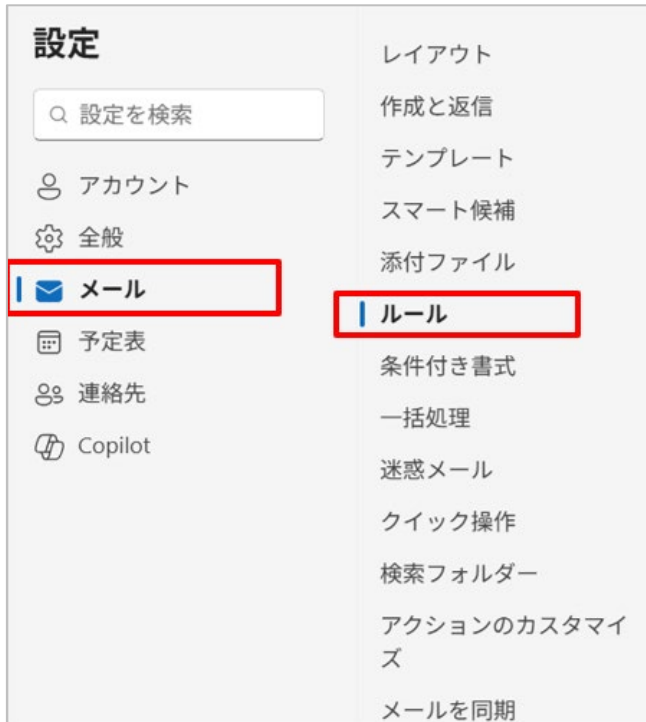 設定
設定を検索
アカウント
全般
メール
予定表
連絡先
Copilot
レイアウト
作成と返信
テンプレート
スマート候補
添付ファイル
ルール
条件付き書式
一括処理
迷惑メール
クイック操作
検索フォルダー
アクションのカスタマイ
ズ
メールを同期